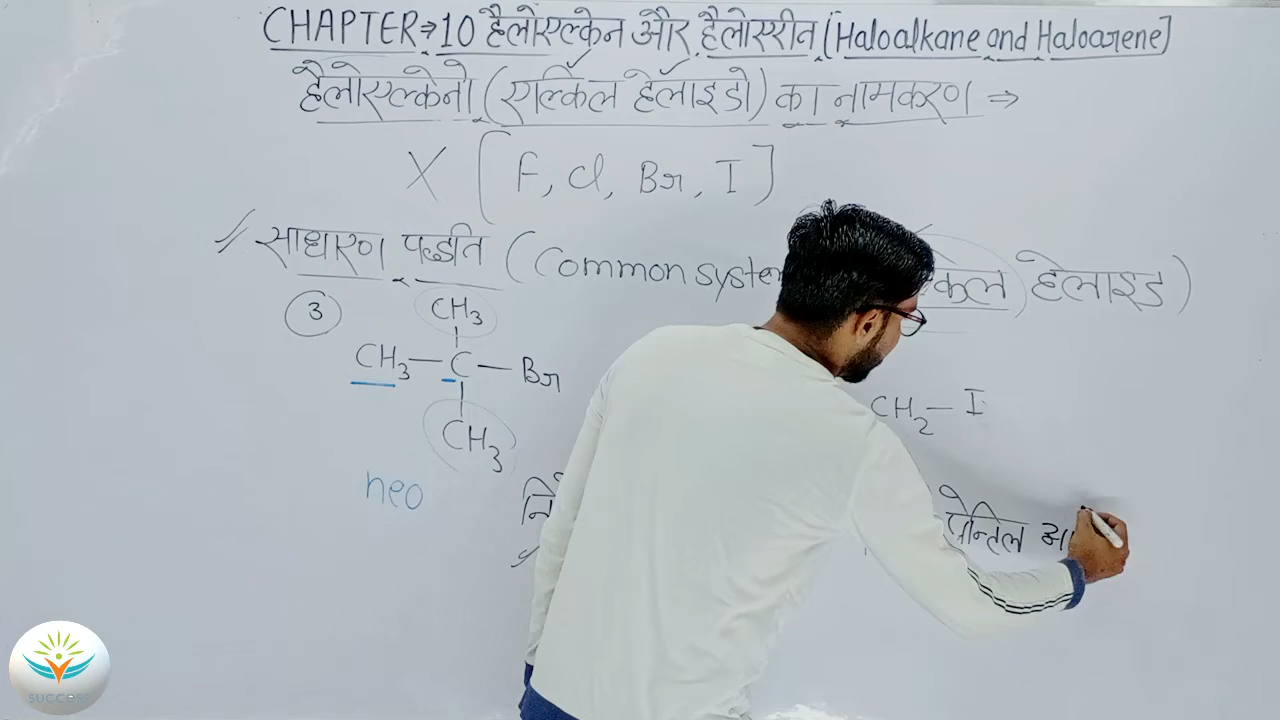 CHAPTER⇒10 हैलोएल्केन और हैलोएरीन (Haloalkane and Haloarene]
हैलोएल्केनो (एल्किल हेलाइडो) का नामकरण ⇒
X [F, Cl, Br, I]
साधारण पद्धति (Common system
केल हेलाइड)
3
CH3
CH3—C—Br
CH3
CH2—I
neo
पेन्तिल आ
SUCCESS